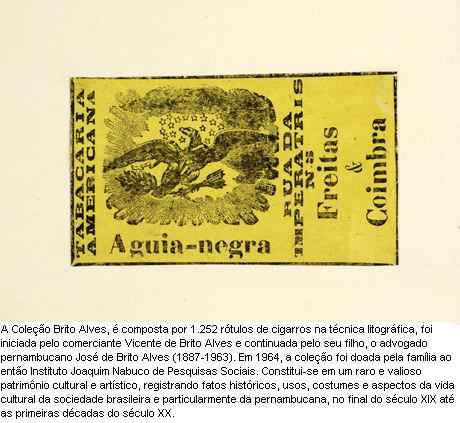 TABACARIA
AMERICANA
Aguia=negra
RUA DA
IMPERATRIS
Nº 5
Freitas
&
Coimbra
A Coleção Brito Alves, é composta por 1.252 rótulos de cigarros na técnica litográfica, foi
iniciada pelo comerciante Vicente de Brito Alves e continuada pelo seu filho, o advogado
pernambucano José de Brito Alves (1887-1963). Em 1964, a coleção foi doada pela família ao
então Instituto Joaquim Nabuco de Pesquisas Sociais. Constitui-se em um raro e valioso
patrimônio cultural e artístico, registrando fatos históricos, usos, costumes e aspectos da vida
cultural da sociedade brasileira e particularmente da pernambucana, no final do século XIX até
as primeiras décadas do século XX.